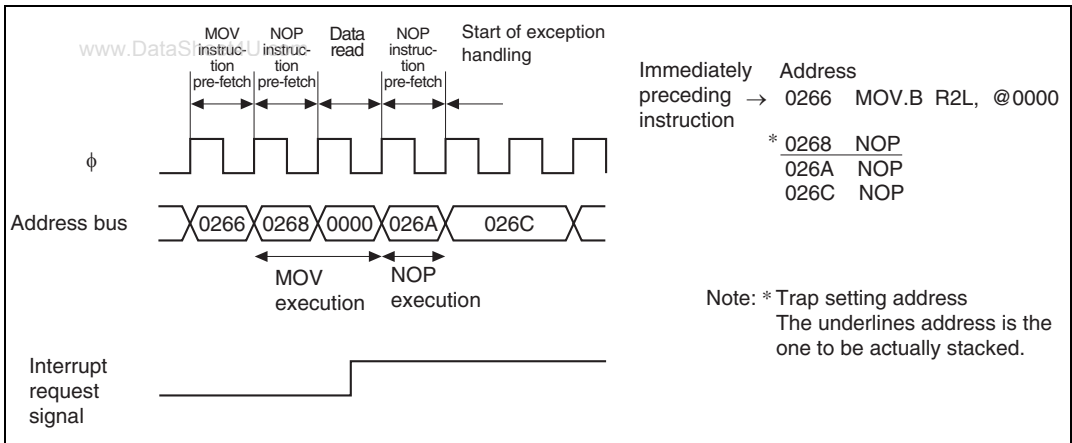 www.DataSheet4U.com
MOV instruc- tion pre-fetch
NOP instruc- tion pre-fetch
Data read
NOP instruc- tion pre-fetch
Start of exception handling
φ
Address bus
0266 0268 0000 026A 026C
MOV execution
NOP execution
Interrupt request signal
Immediately preceding instruction →
Address
0266 MOV.B R2L, @0000
* 0268 NOP
026A NOP
026C NOP
Note: * Trap setting address
The underlines address is the
one to be actually stacked.